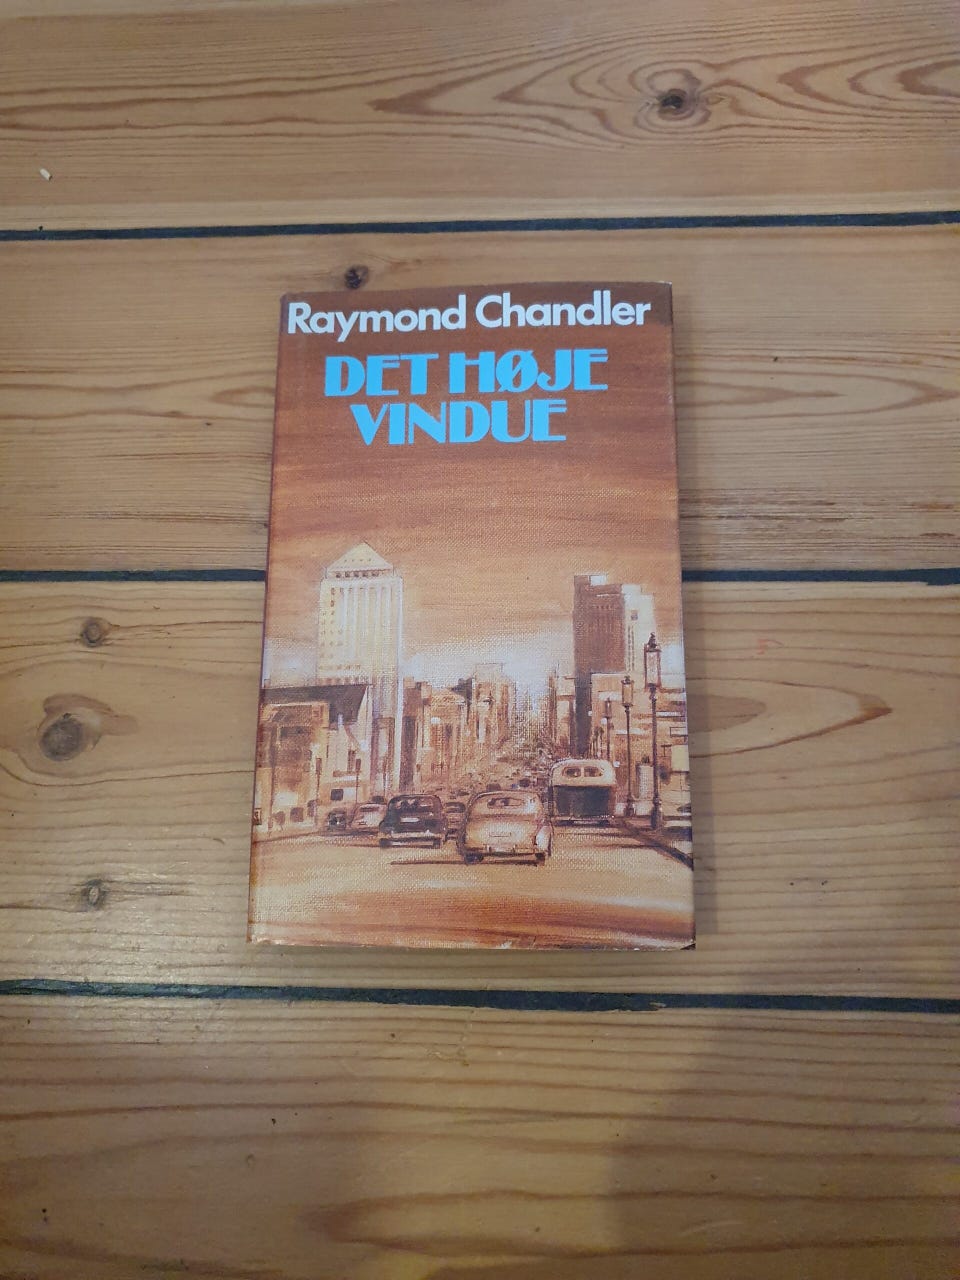 Raymond Chandler
DET HØJE
VINDUE